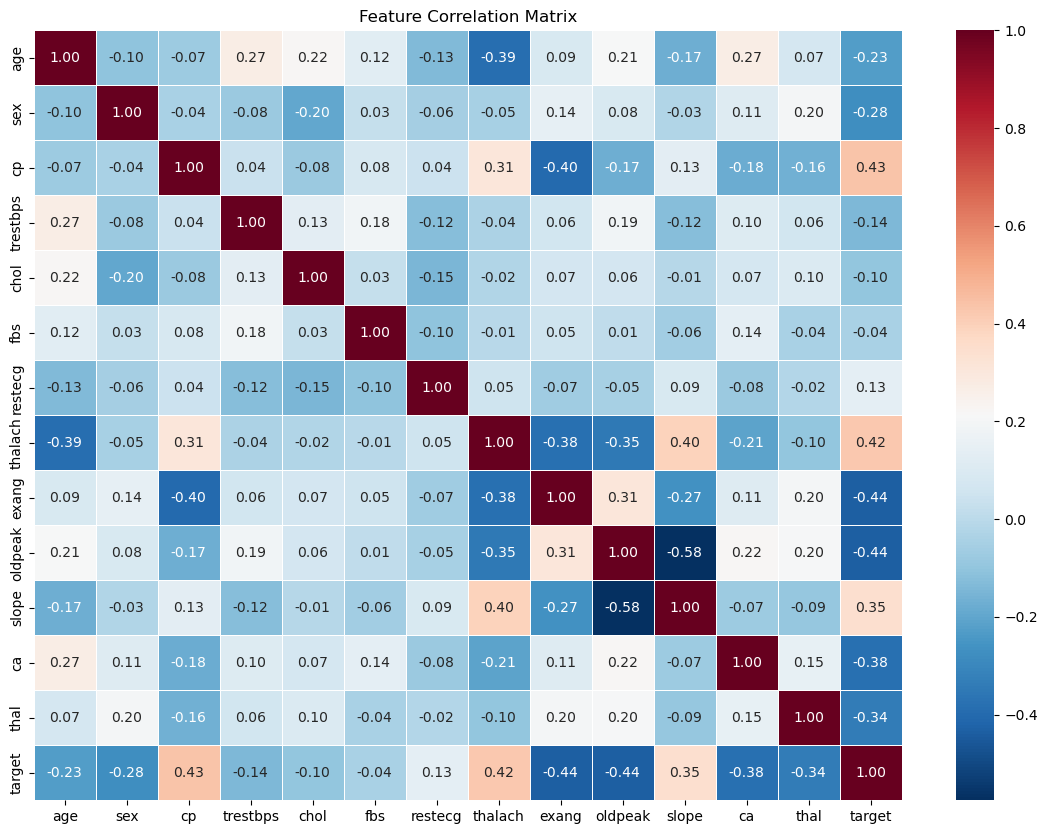 Feature Correlation Matrix
age 1.00 -0.10 -0.07 0.27 0.22 0.12 -0.13 -0.39 0.09 0.21 -0.17 0.27 0.07 -0.23
sex -0.10 1.00 -0.04 -0.08 -0.20 0.03 -0.06 -0.05 0.14 0.08 -0.03 0.11 0.20 -0.28
cp -0.07 -0.04 1.00 0.04 -0.08 0.08 0.04 0.31 -0.40 -0.17 0.13 -0.18 -0.16 0.43
trestbps 0.27 -0.08 0.04 1.00 0.13 0.18 -0.12 -0.04 0.06 0.19 -0.12 0.10 0.06 -0.14
chol 0.22 -0.20 -0.08 0.13 1.00 0.03 -0.15 -0.02 0.07 0.06 -0.01 0.07 0.10 -0.10
fbs 0.12 0.03 0.08 0.18 0.03 1.00 -0.10 -0.01 0.05 0.01 -0.06 0.14 -0.04 -0.04
restecg -0.13 -0.06 0.04 -0.12 -0.15 -0.10 1.00 0.05 -0.07 -0.05 0.09 -0.08 -0.02 0.13
thalach -0.39 -0.05 0.31 -0.04 -0.02 -0.01 0.05 1.00 -0.38 -0.35 0.40 -0.21 -0.10 0.42
exang 0.09 0.14 -0.40 0.06 0.07 0.05 -0.07 -0.38 1.00 0.31 -0.27 0.11 0.20 -0.44
oldpeak 0.21 0.08 -0.17 0.19 0.06 0.01 -0.05 -0.35 0.31 1.00 -0.58 0.22 0.20 -0.44
slope -0.17 -0.03 0.13 -0.12 -0.01 -0.06 0.09 0.40 -0.27 -0.58 1.00 -0.07 -0.09 0.35
ca 0.27 0.11 -0.18 0.10 0.07 0.14 -0.08 -0.21 0.11 0.22 -0.07 1.00 0.15 -0.38
thal 0.07 0.20 -0.16 0.06 0.10 -0.04 -0.02 -0.10 0.20 0.20 -0.09 0.15 1.00 -0.34
target -0.23 -0.28 0.43 -0.14 -0.10 -0.04 0.13 0.42 -0.44 -0.44 0.35 -0.38 -0.34 1.00
age sex cp trestbps chol fbs restecg thalach exang oldpeak slope ca thal target
1.0
0.8
0.6
0.4
0.2
0.0
−0.2
−0.4